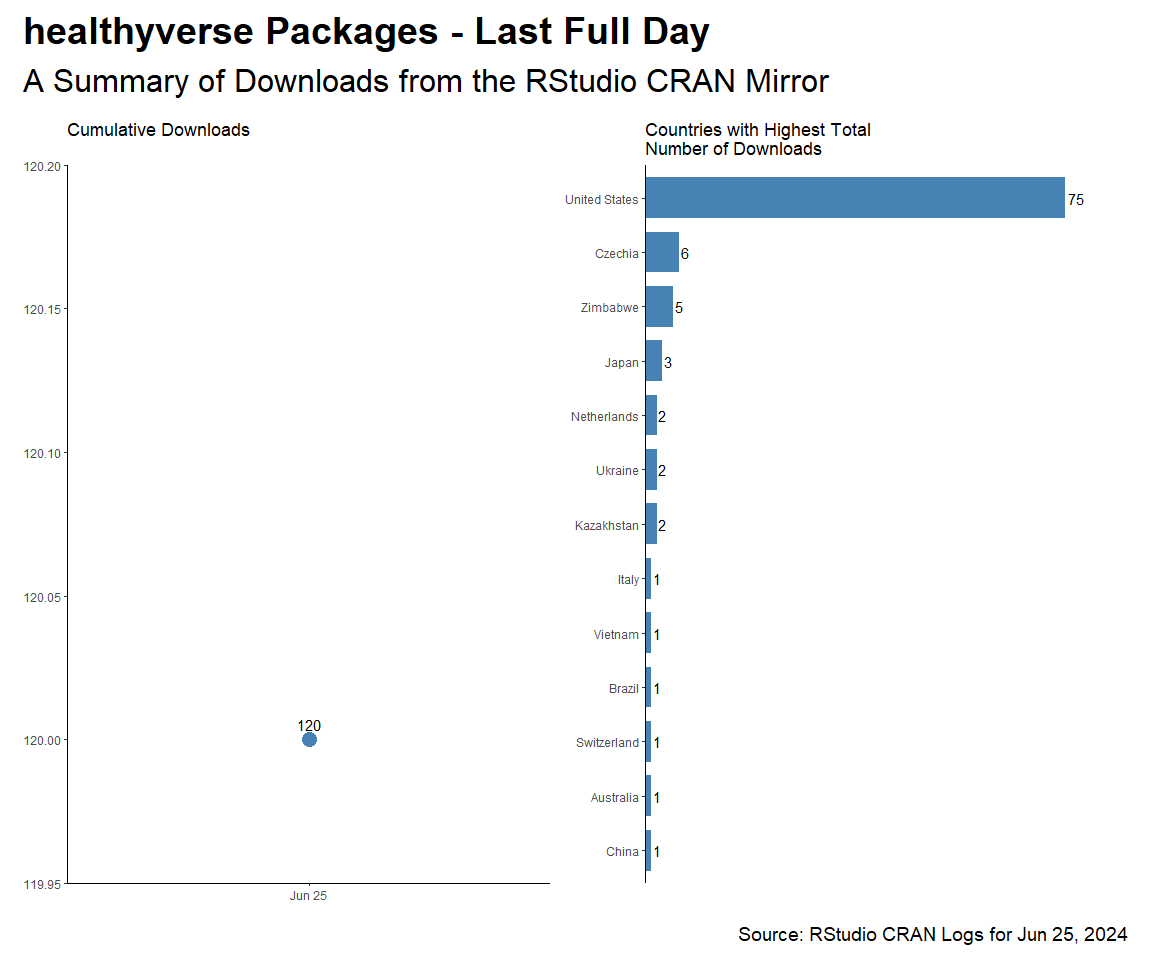 healthyverse Packages - Last Full Day
A Summary of Downloads from the RStudio CRAN Mirror
Cumulative Downloads
120.20
120.15
120.10
120.05
120.00
119.95
120
Jun 25
Countries with Highest Total
Number of Downloads
United States 75
Czechia 6
Zimbabwe 5
Japan 3
Netherlands 2
Ukraine 2
Kazakhstan 2
Italy 1
Vietnam 1
Brazil 1
Switzerland 1
Australia 1
China 1
Source: RStudio CRAN Logs for Jun 25, 2024